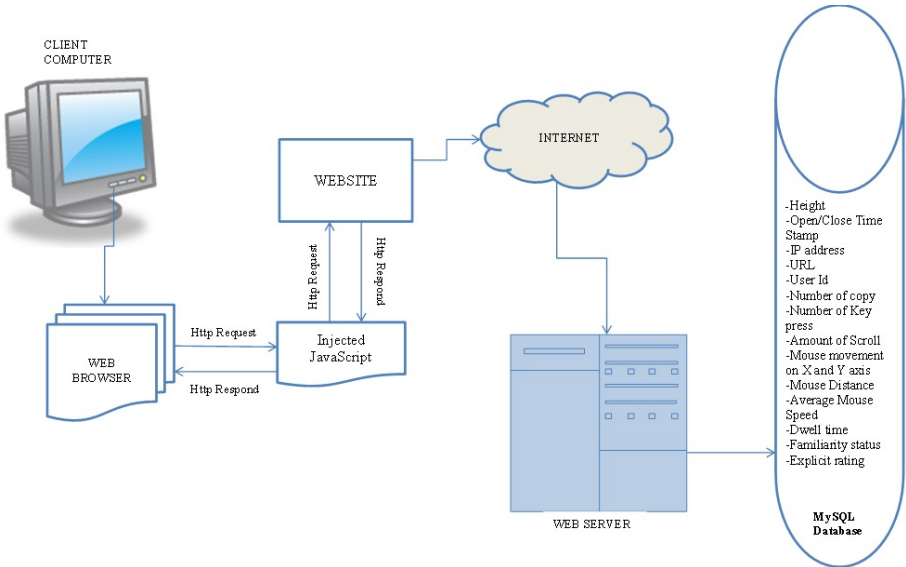 CLIENT
COMPUTER
WEBSITE
INTERNET
Http Request
Http Respond
WEB
BROWSER
Http Request
Http Respond
Injected
JavaScript
WEB SERVER
-Height
-Open/Close Time
Stamp
-IP address
-URL
-User Id
-Number of copy
-Number of Key
press
-Amount of Scroll
-Mouse movement
on X and Y axis
-Mouse Distance
-Average Mouse
Speed
-Dwell time
-Familiarity status
-Explicit rating
MySQL
Database